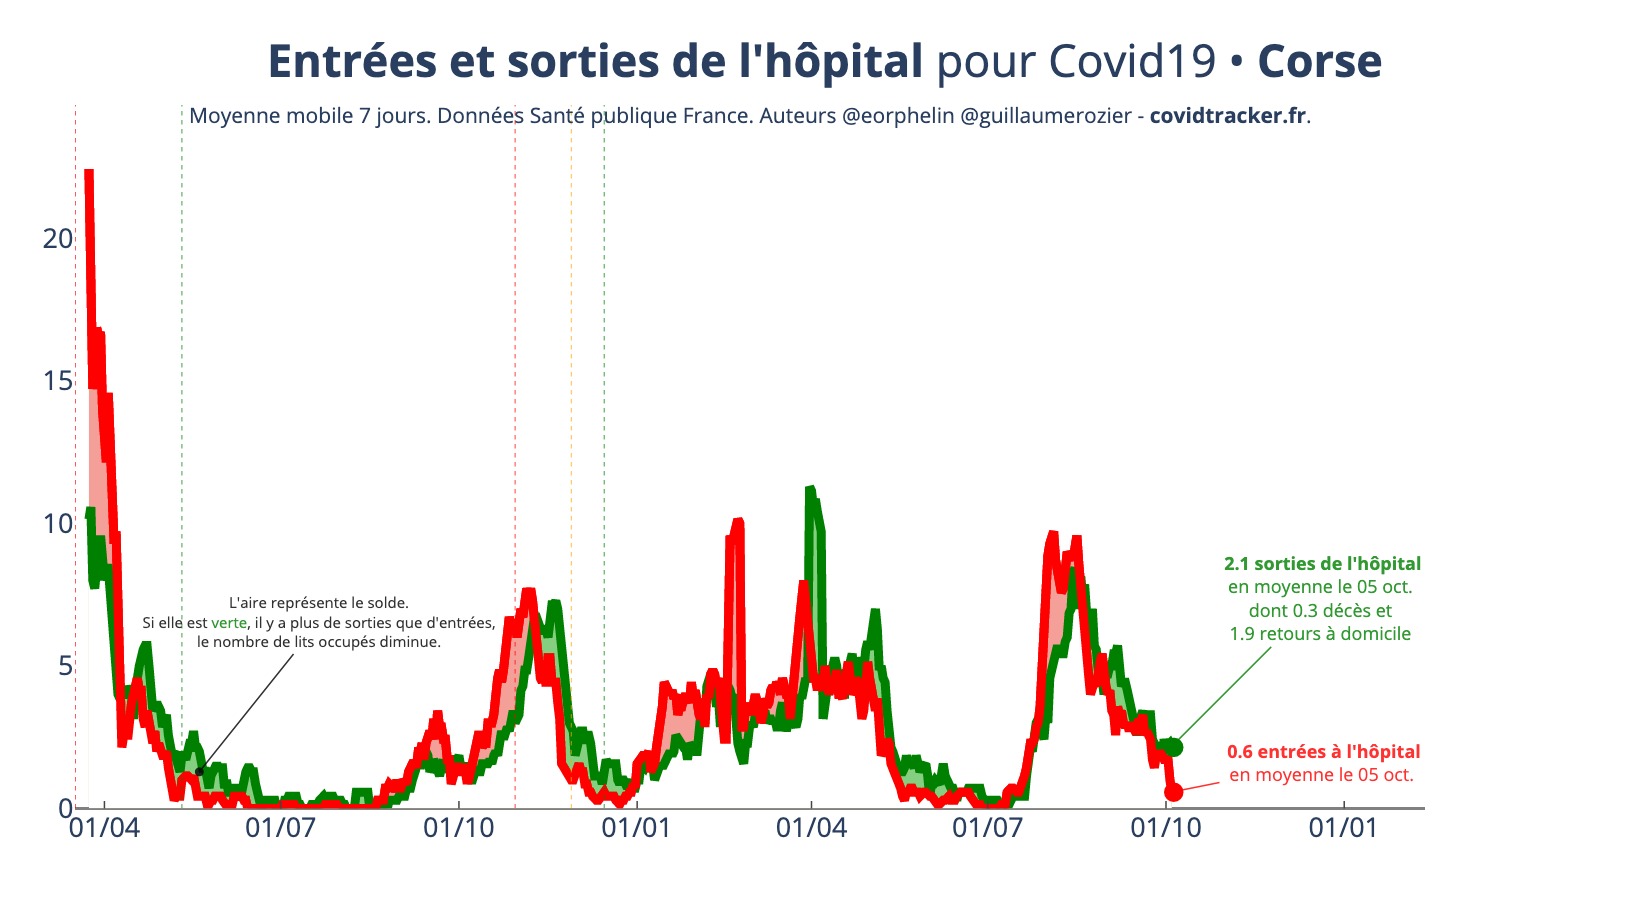 Entrées et sorties de l'hôpital pour Covid19 • Corse
Moyenne mobile 7 jours. Données Santé publique France. Auteurs @eorphelin @guillaumerozier - covidtracker.fr.
20
15
10
5
0
L'aire représente le solde.
Si elle est verte, il y a plus de sorties que d'entrées,
le nombre de lits occupés diminue.
2.1 sorties de l'hôpital
en moyenne le 05 oct.
dont 0.3 décès et
1.9 retours à domicile
0.6 entrées à l'hôpital
en moyenne le 05 oct.
01/04 01/07 01/10 01/01 01/04 01/07 01/10 01/01